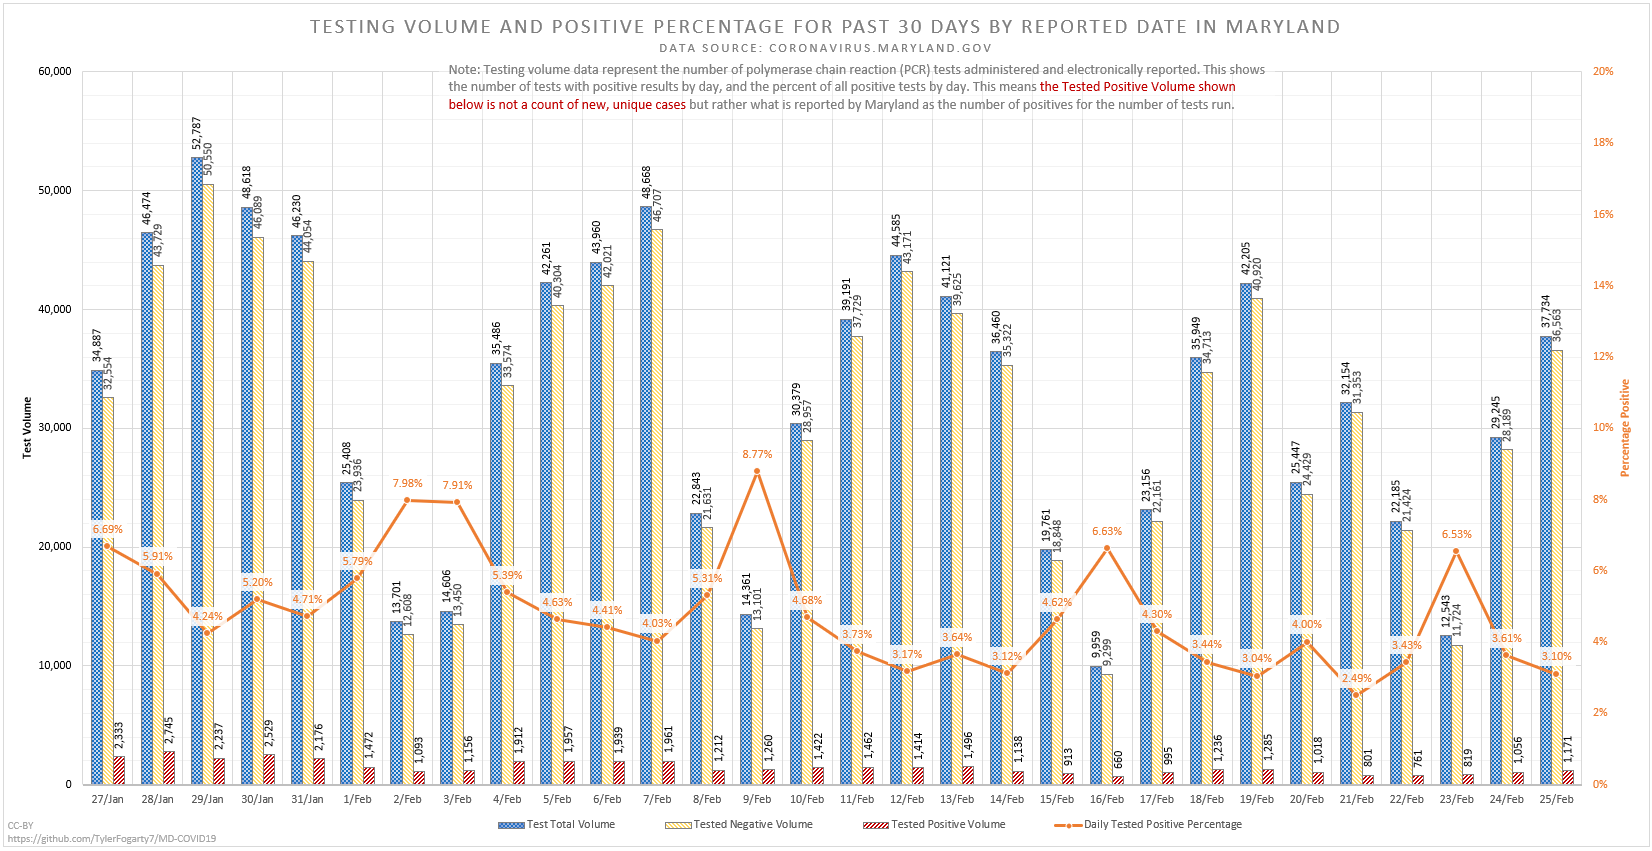 TESTING VOLUME AND POSITIVE PERCENTAGE FOR PAST 30 DAYS BY REPORTED DATE IN MARYLAND
DATA SOURCE: CORONAVIRUS.MARYLAND.GOV
Note: Testing volume data represent the number of polymerase chain reaction (PCR) tests administered and electronically reported. This shows
the number of tests with positive results by day, and the percent of all positive tests by day. This means the Tested Positive Volume shown
below is not a count of new, unique cases but rather what is reported by Maryland as the number of positives for the number of tests run.
Test Volume
60,000
50,000
40,000
30,000
20,000
10,000
0
34,887 46,474 52,787 48,618 46,230 25,408 13,701 14,606 35,486 42,261 43,960 48,668 22,843 14,361 30,379 39,191 44,585 41,121 36,460 19,761 9,959 23,156 35,949 42,205 25,447 32,154 22,185 12,543 29,245 37,734
32,554 43,729 50,550 46,089 44,054 23,936 12,608 13,450 33,574 40,304 42,021 46,707 21,631 13,101 28,957 37,729 43,171 39,625 35,322 18,848 9,299 22,161 34,713 40,920 24,429 31,353 21,424 11,724 28,189 36,563
6.69% 5.91% 4.24% 5.20% 4.71% 5.79% 7.98% 7.91% 5.39% 4.63% 4.41% 4.03% 5.31% 8.77% 4.68% 3.73% 3.17% 3.64% 3.12% 4.62% 6.63% 4.30% 3.44% 3.04% 4.00% 2.49% 3.43% 6.53% 3.61% 3.10%
2,333 2,745 2,237 2,529 2,176 1,472 1,093 1,156 1,912 1,957 1,939 1,961 1,212 1,260 1,422 1,462 1,414 1,496 1,138 913 660 995 1,236 1,285 1,018 801 761 819 1,056 1,171
27/Jan 28/Jan 29/Jan 30/Jan 31/Jan 1/Feb 2/Feb 3/Feb 4/Feb 5/Feb 6/Feb 7/Feb 8/Feb 9/Feb 10/Feb 11/Feb 12/Feb 13/Feb 14/Feb 15/Feb 16/Feb 17/Feb 18/Feb 19/Feb 20/Feb 21/Feb 22/Feb 23/Feb 24/Feb 25/Feb
20%
18%
16%
14%
12%
10%
8%
6%
4%
2%
0%
Percentage Positive
Test Total Volume Tested Negative Volume Tested Positive Volume Daily Tested Positive Percentage
CC-BY
https://github.com/TylerFogarty7/MD-COVID19